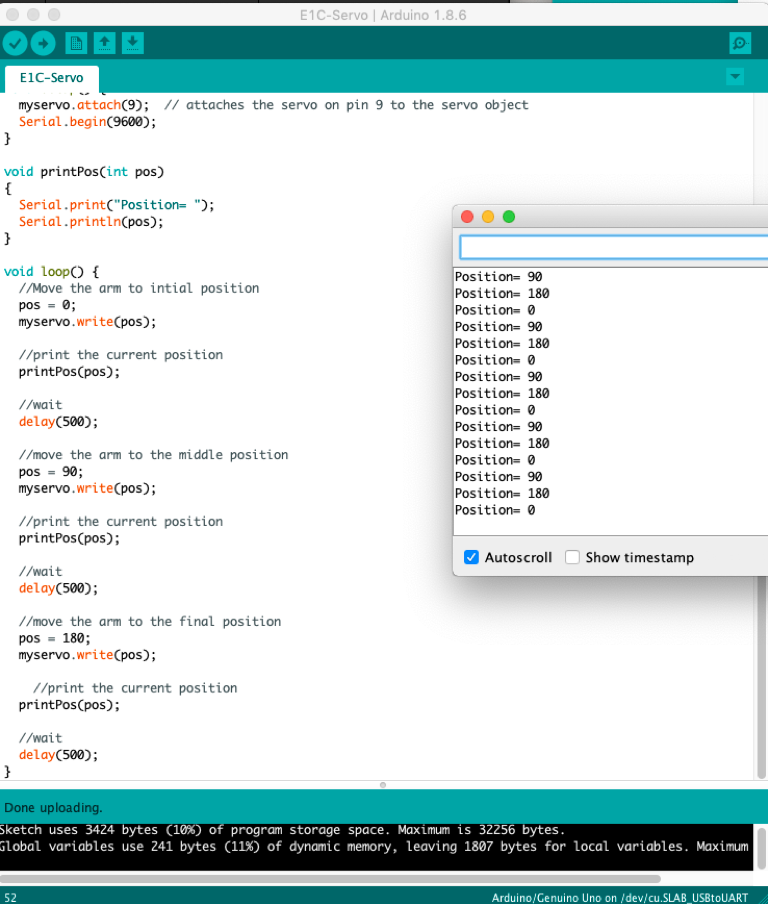 E1C-Servo | Arduino 1.8.6
E1C-Servo
myservo.attach(9);  // attaches the servo on pin 9 to the servo object
Serial.begin(9600);
}
void printPos(int pos)
{
Serial.print("Position= ");
Serial.println(pos);
}
void loop() {
//Move the arm to intial position
pos = 0;
myservo.write(pos);
//print the current position
printPos(pos);
//wait
delay(500);
//move the arm to the middle position
pos = 90;
myservo.write(pos);
//print the current position
printPos(pos);
//wait
delay(500);
//move the arm to the final position
pos = 180;
myservo.write(pos);
//print the current position
printPos(pos);
//wait
delay(500);
}
Position= 90
Position= 180
Position= 0
Position= 90
Position= 180
Position= 0
Position= 90
Position= 180
Position= 0
Position= 90
Position= 180
Position= 0
Position= 90
Position= 180
Position= 0
Autoscroll
Show timestamp
Done uploading.
Sketch uses 3424 bytes (10%) of program storage space. Maximum is 32256 bytes.
Global variables use 241 bytes (11%) of dynamic memory, leaving 1807 bytes for local variables. Maximum
52
Arduino/Genuino Uno on /dev/cu.SLAB_USBtoUART